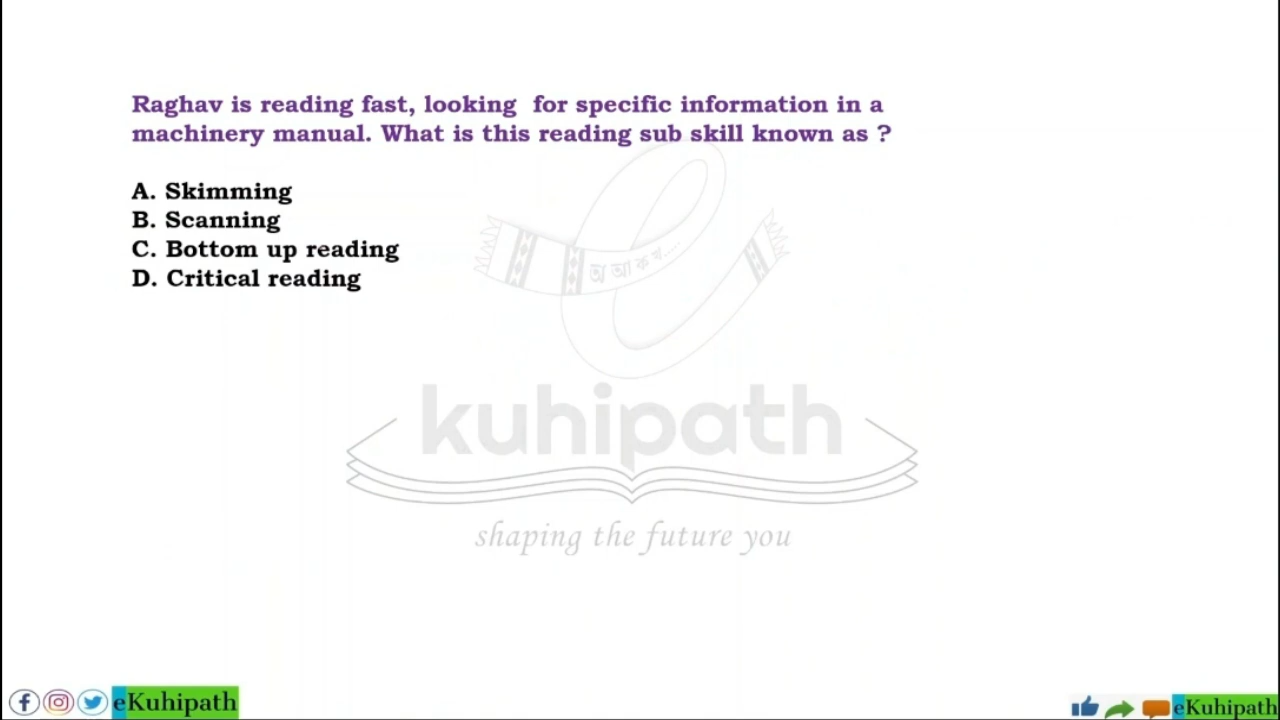 Raghav is reading fast, looking for specific information in a
machinery manual. What is this reading sub skill known as ?
A. Skimming
B. Scanning
C. Bottom up reading
D. Critical reading
অ আ ক খ....
kuhipath
shaping the future you
eKuhipath
eKuhipath